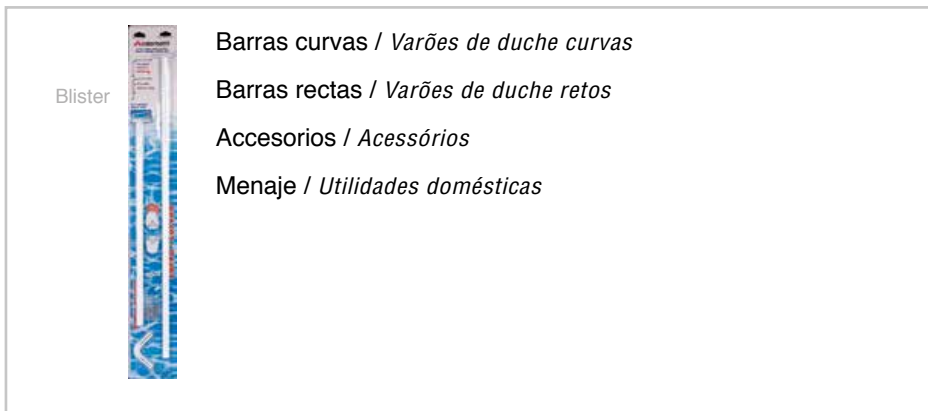 Blister
Barras curvas / Varões de duche curvas
Barras rectas / Varões de duche retos
Accesorios / Acessórios
Menaje / Utilidades domésticas